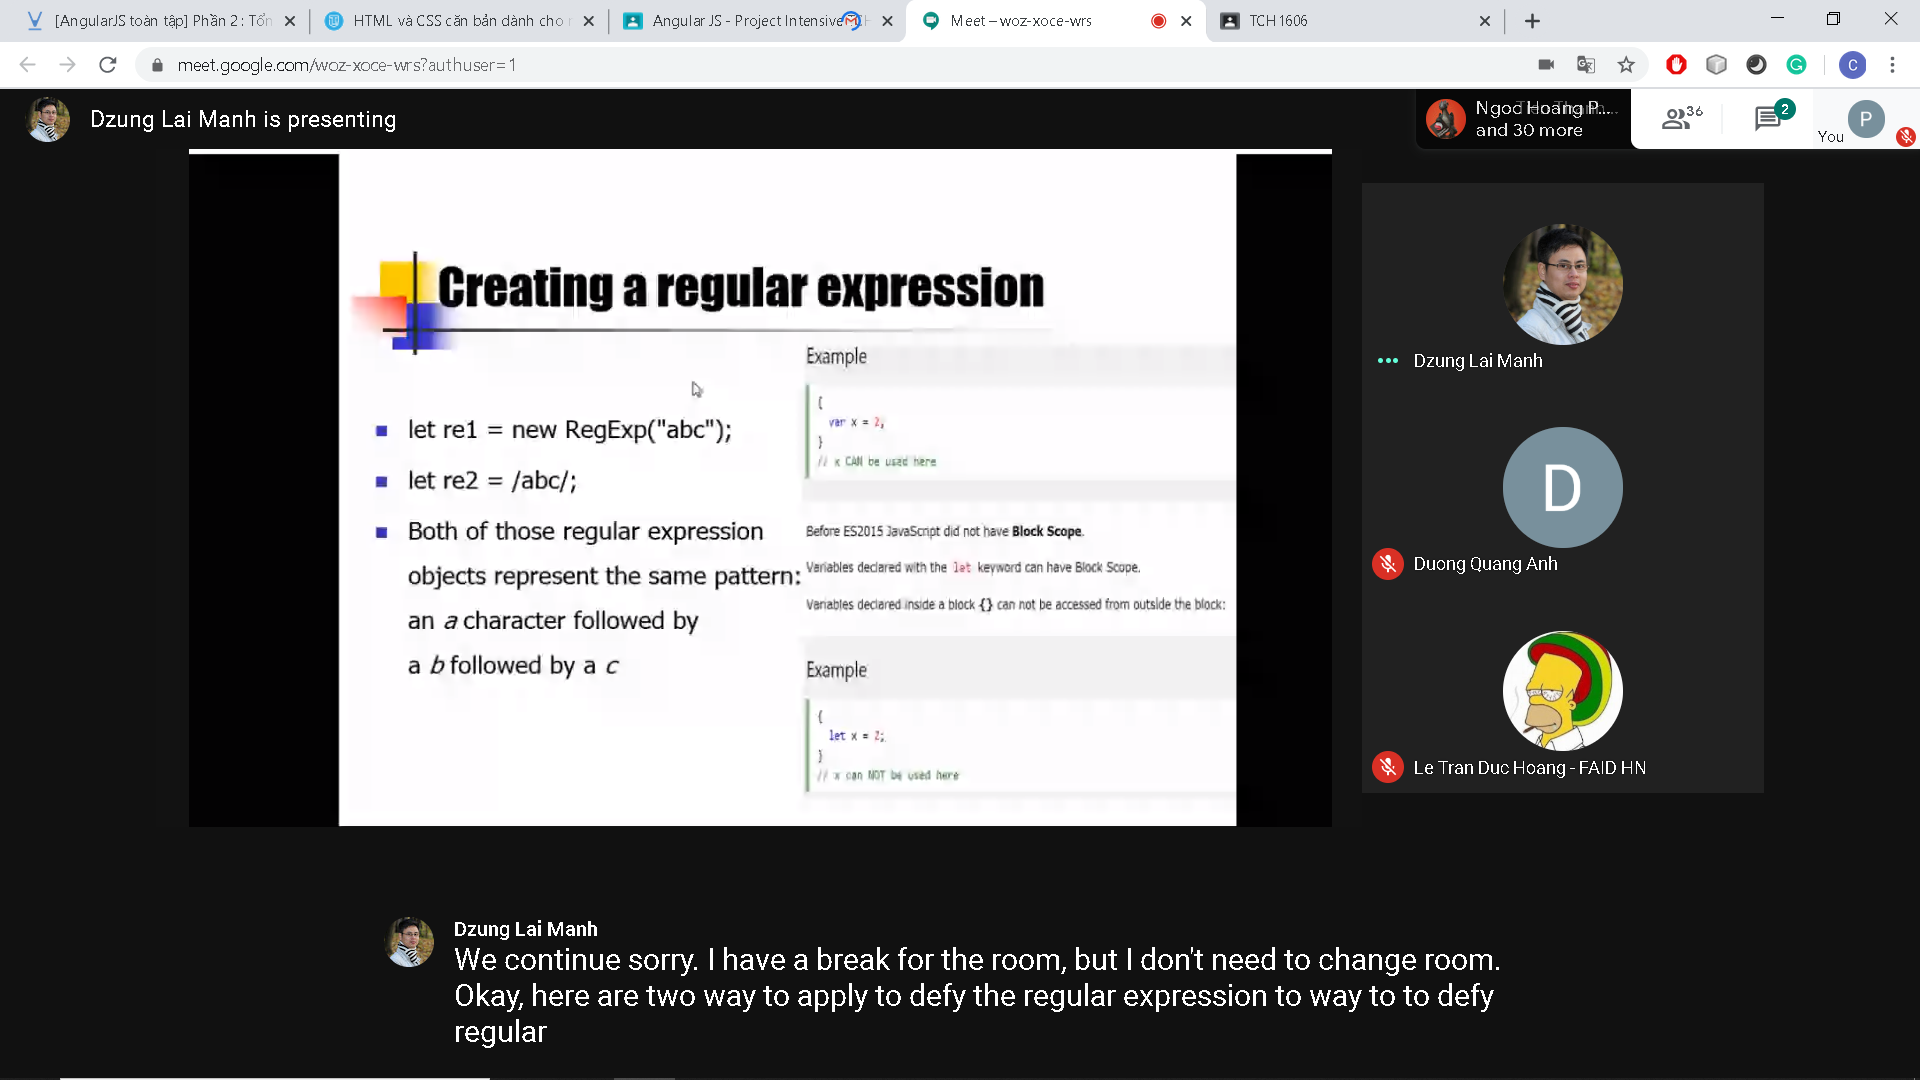 [AngularJS toàn tập] Phần 2 : Tổn
HTML và CSS căn bản dành cho n
Angular JS - Project Intensive
Meet – woz-xoce-wrs
TCH 1606
meet.google.com/woz-xoce-wrs?authuser=1
C
Dzung Lai Manh is presenting
Ngoc Hoang P...
and 30 more
36
2
You
P
Creating a regular expression
let re1 = new RegExp("abc");
let re2 = /abc/;
Both of those regular expression
objects represent the same pattern:
an a character followed by
a b followed by a c
Example
{
var x = 2;
}
// x CAN be used here
Before ES2015 JavaScript did not have Block Scope.
Variables declared with the let keyword can have Block Scope.
Variables declared inside a block {} can not be accessed from outside the block:
Example
{
let x = 2;
}
// x can NOT be used here
Dzung Lai Manh
D
Duong Quang Anh
Le Tran Duc Hoang - FAID HN
Dzung Lai Manh
We continue sorry. I have a break for the room, but I don't need to change room.
Okay, here are two way to apply to defy the regular expression to way to to defy
regular